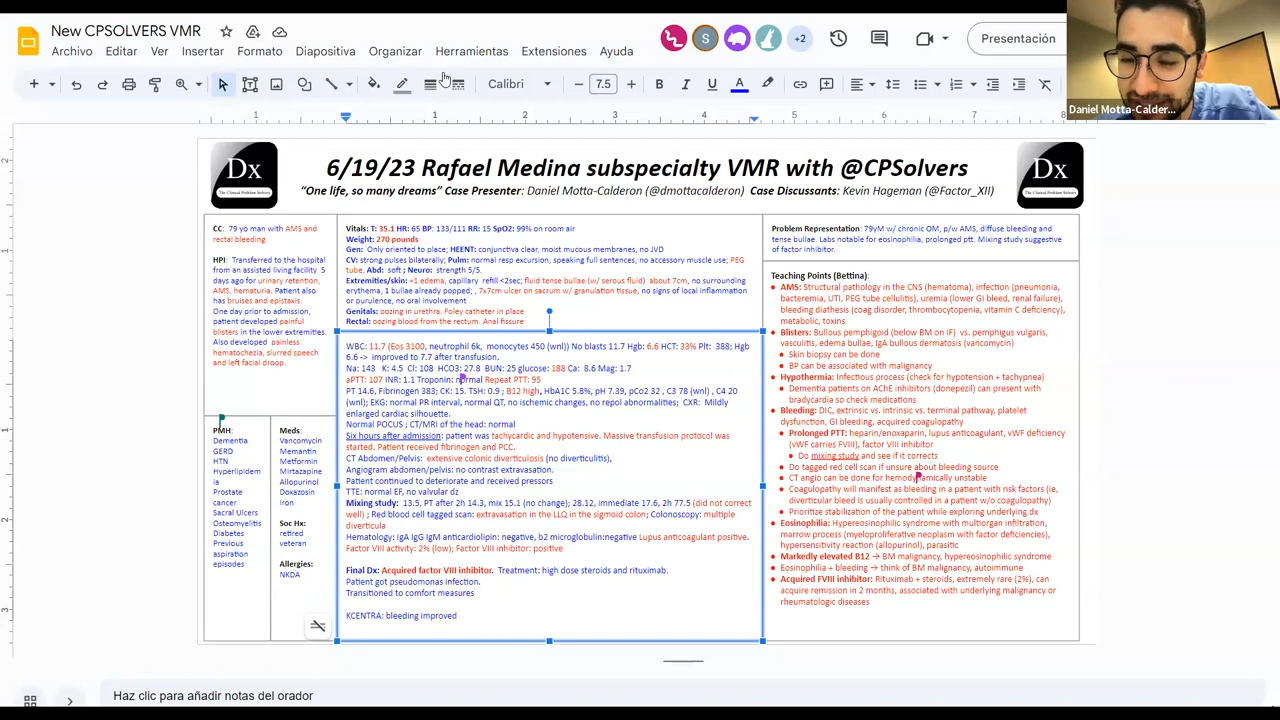 New CPSOLVERS VMR
Archivo Editar Ver Insertar Formato Diapositiva Organizar Herramientas Extensiones Ayuda
S
+2
Presentación
Calibri
7.5
B I U A
Daniel Motta-Calder...
1 1 2 3 4 5 6 7 8
2
1
1
2
3
Dx
The Clinical Problem Solvers
6/19/23 Rafael Medina subspecialty VMR with @CPSolvers
“One life, so many dreams” Case Presenter: Daniel Motta-Calderon (@dmottacalderon) Case Discussants: Kevin Hageman (@Factor_XII)
Dx
The Clinical Problem Solvers
CC: 79 yo man with AMS and
rectal bleeding
HPI: Transferred to the hospital
from an assisted living facility 5
days ago for urinary retention,
AMS, hematuria. Patient also
has bruises and epistaxis.
One day prior to admission,
patient developed painful
blisters in the lower extremities.
Also developed painless
hematochezia, slurred speech
and left facial droop.
PMH:
Dementia
GERD
HTN
Hyperlipidem
ia
Prostate
cancer
Sacral Ulcers
Osteomyelitis
Diabetes
Previous
aspiration
episodes
Meds:
Vancomycin
Memantin
Metformin
Mirtazapine
Allopurinol
Doxazosin
Iron
Soc Hx:
retired
veteran
Allergies:
NKDA
Vitals: T: 35.1 HR: 65 BP: 133/111 RR: 15 SpO2: 99% on room air
Weight: 270 pounds
Gen: Only oriented to place; HEENT: conjunctiva clear, moist mucous membranes, no JVD
CV: strong pulses bilaterally; Pulm: normal resp excursion, speaking full sentences, no accessory muscle use; PEG
tube. Abd: soft ; Neuro: strength 5/5.
Extremities/skin: +1 edema, capillary refill <2sec; fluid tense bullae (w/ serous fluid) about 7cm, no surrounding
erythema, 1 bullae already popped; , 7x7cm ulcer on sacrum w/ granulation tissue, no signs of local inflammation
or purulence, no oral involvement
Genitals: oozing in urethra. Foley catheter in place
Rectal: oozing blood from the rectum. Anal fissure
WBC: 11.7 (Eos 3100, neutrophil 6k, monocytes 450 (wnl)) No blasts 11.7 Hgb: 6.6 HCT: 33% Plt: 388; Hgb
6.6 -> improved to 7.7 after transfusion.
Na: 143 K: 4.5 Cl: 108 HCO3: 27.8 BUN: 25 glucose: 188 Ca: 8.6 Mag: 1.7
aPTT: 107 INR: 1.1 Troponin: normal Repeat PTT: 95
PT 14.6, Fibrinogen 383; CK: 15. TSH: 0.9 ; B12 high, HbA1C 5.8%, pH 7.39, pCo2 32 , C3 78 (wnl) , C4 20
(wnl); EKG: normal PR interval, normal QT, no ischemic changes, no repol abnormalities; CXR: Mildly
enlarged cardiac silhouette.
Normal POCUS ; CT/MRI of the head: normal
Six hours after admission: patient was tachycardic and hypotensive. Massive transfusion protocol was
started. Patient received fibrinogen and PCC.
CT Abdomen/Pelvis: extensive colonic diverticulosis (no diverticulitis),
Angiogram abdomen/pelvis: no contrast extravasation.
Patient continued to deteriorate and received pressors
TTE: normal EF, no valvular dz
Mixing study: 13.5, PT after 2h 14.3, mix 15.1 (no change); 28.12, immediate 17.6, 2h 77.5 (did not correct
well) ; Red blood cell tagged scan: extravasation in the LLQ in the sigmoid colon; Colonoscopy: multiple
diverticula
Hematology: IgA IgG IgM anticardiolipin: negative, b2 microglobulin:negative Lupus anticoagulant positive.
Factor VIII activity: 2% (low); Factor VIII inhibitor: positive
Final Dx: Acquired factor VIII inhibitor. Treatment: high dose steroids and rituximab.
Patient got pseudomonas infection.
Transitioned to comfort measures
KCENTRA: bleeding improved
Problem Representation: 79yM w/ chronic OM, p/w AMS, diffuse bleeding and
tense bullae. Labs notable for eosinophilia, prolonged ptt. Mixing study suggestive
of factor inhibitor.
Teaching Points (Bettina):
● AMS: Structural pathology in the CNS (hematoma), infection (pneumonia,
bacteremia, UTI, PEG tube cellulitis), uremia (lower GI bleed, renal failure),
bleeding diathesis (coag disorder, thrombocytopenia, vitamin C deficiency),
metabolic, toxins
● Blisters: Bullous pemphigoid (below BM on IF) vs. pemphigus vulgaris,
vasculitis, edema bullae, IgA bullous dermatosis (vancomycin)
● Skin biopsy can be done
● BP can be associated with malignancy
● Hypothermia: Infectious process (check for hypotension + tachypnea)
● Dementia patients on AChE inhibitors (donepezil) can present with
bradycardia so check medications
● Bleeding: DIC, extrinsic vs. intrinsic vs. terminal pathway, platelet
dysfunction, GI bleeding, acquired coagulopathy
● Prolonged PTT: heparin/enoxaparin, lupus anticoagulant, vWF deficiency
(vWF carries FVIII), factor VIII inhibitor
● Do mixing study and see if it corrects
● Do tagged red cell scan if unsure about bleeding source
● CT angio can be done for hemodynamically unstable
● Coagulopathy will manifest as bleeding in a patient with risk factors (ie,
diverticular bleed is usually controlled in a patient w/o coagulopathy)
● Prioritize stabilization of the patient while exploring underlying dx
● Eosinophilia: Hypereosinophilic syndrome with multiorgan infiltration,
marrow process (myeloproliferative neoplasm with factor deficiencies),
hypersensitivity reaction (allopurinol), parasitic
● Markedly elevated B12 → BM malignancy, hypereosinophilic syndrome
● Eosinophilia + bleeding → think of BM malignancy, autoimmune
● Acquired FVIII inhibitor: Rituximab + steroids, extremely rare (2%), can
acquire remission in 2 months, associated with underlying malignancy or
rheumatologic diseases
Haz clic para añadir notas del orador